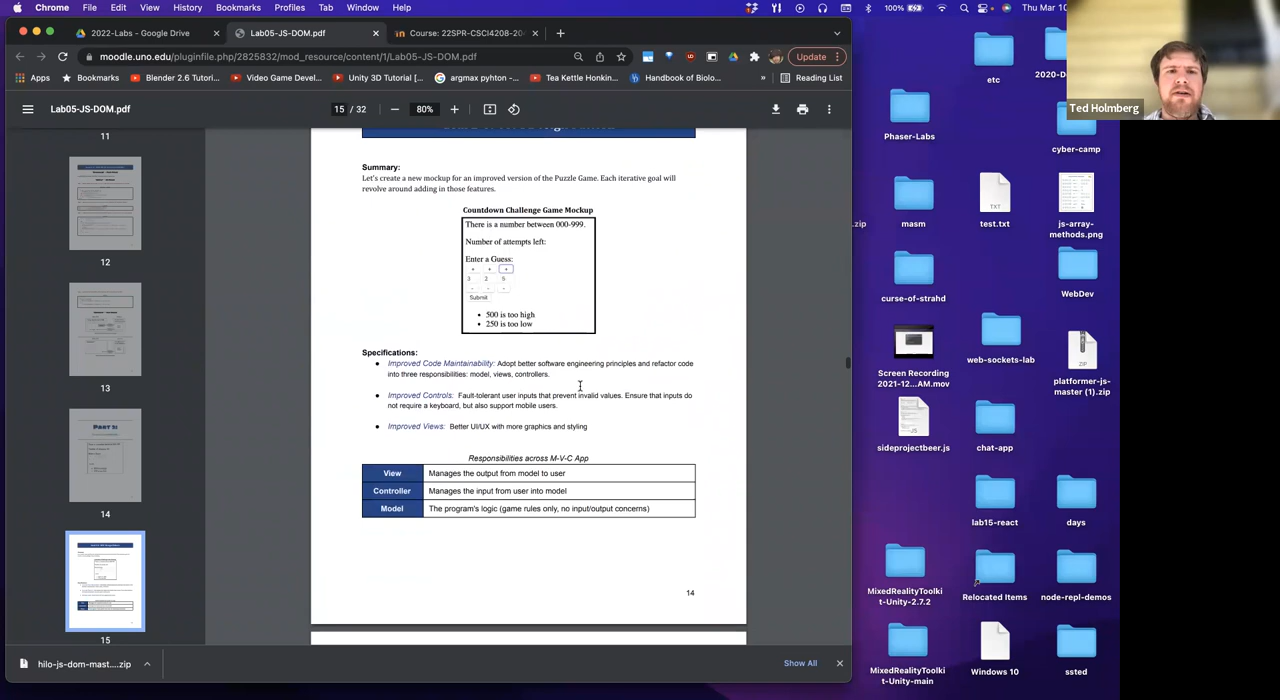 Chrome File Edit View History Bookmarks Profiles Tab Window Help
100% Thu Mar 10
2022-Labs - Google Drive
Lab05-JS-DOM.pdf
Course: 22SPR-CSCI4208-20
moodle.uno.edu/pluginfile.php/2825832/mod_resource/content/1/Lab05-JS-DOM.pdf
Update
Apps Bookmarks Blender 2.6 Tutori... Video Game Devel... Unity 3D Tutorial [... argmax pyhton -... Tea Kettle Honkin... Handbook of Biolo... » Reading List
Lab05-JS-DOM.pdf
15 / 32
80%
11
12
13
PART 2:
14
15
Summary:
Let's create a new mockup for an improved version of the Puzzle Game. Each iterative goal will
revolve around adding in those features.
Countdown Challenge Game Mockup
There is a number between 000-999.
Number of attempts left:
Enter a Guess:
+ + +
3 2 5
- - -
Submit
• 500 is too high
• 250 is too low
Specifications:
• Improved Code Maintainability: Adopt better software engineering principles and refactor code
into three responsibilities: model, views, controllers.
• Improved Controls: Fault-tolerant user inputs that prevent invalid values. Ensure that inputs do
not require a keyboard, but also support mobile users.
• Improved Views: Better UI/UX with more graphics and styling
Responsibilities across M-V-C App
View Manages the output from model to user
Controller Manages the input from user into model
Model The program's logic (game rules only, no input/output concerns)
14
hilo-js-dom-mast....zip
Show All
etc
2020-D
Phaser-Labs
cyber-camp
.zip
masm
TXT
test.txt
js-array-
methods.png
curse-of-strahd
WebDev
Screen Recording
2021-12...AM.mov
web-sockets-lab
ZIP
platformer-js-
master (1).zip
sideprojectbeer.js
chat-app
lab15-react
days
MixedRealityToolki
t-Unity-2.7.2
Relocated Items
node-repl-demos
MixedRealityToolki
t-Unity-main
Windows 10
ssted
Ted Holmberg